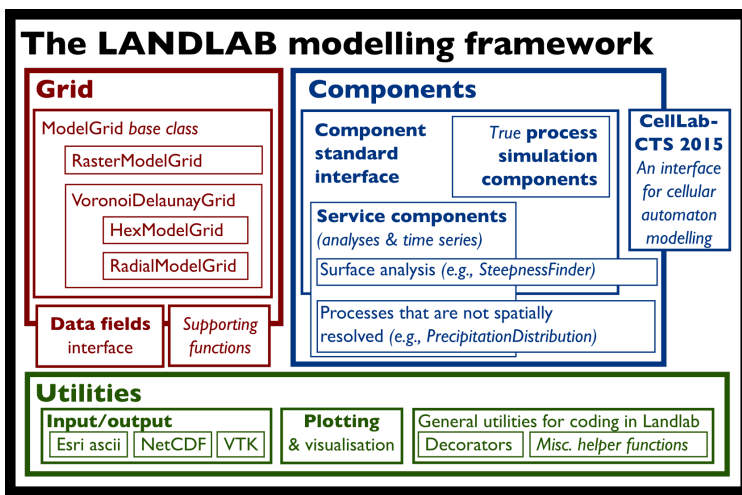 The LANDLAB modelling framework
Grid
ModelGrid base class
RasterModelGrid
VoronoiDelaunayGrid
HexModelGrid
RadialModelGrid
Data fields
interface
Supporting
functions
Components
Component
standard
interface
True process
simulation
components
Service components
(analyses & time series)
Surface analysis (e.g., SteepnessFinder)
Processes that are not spatially
resolved (e.g., PrecipitationDistribution)
CellLab-
CTS 2015
An interface
for cellular
automaton
modelling
Utilities
Input/output
Esri ascii
NetCDF
VTK
Plotting
& visualisation
General utilities for coding in Landlab
Decorators
Misc. helper functions